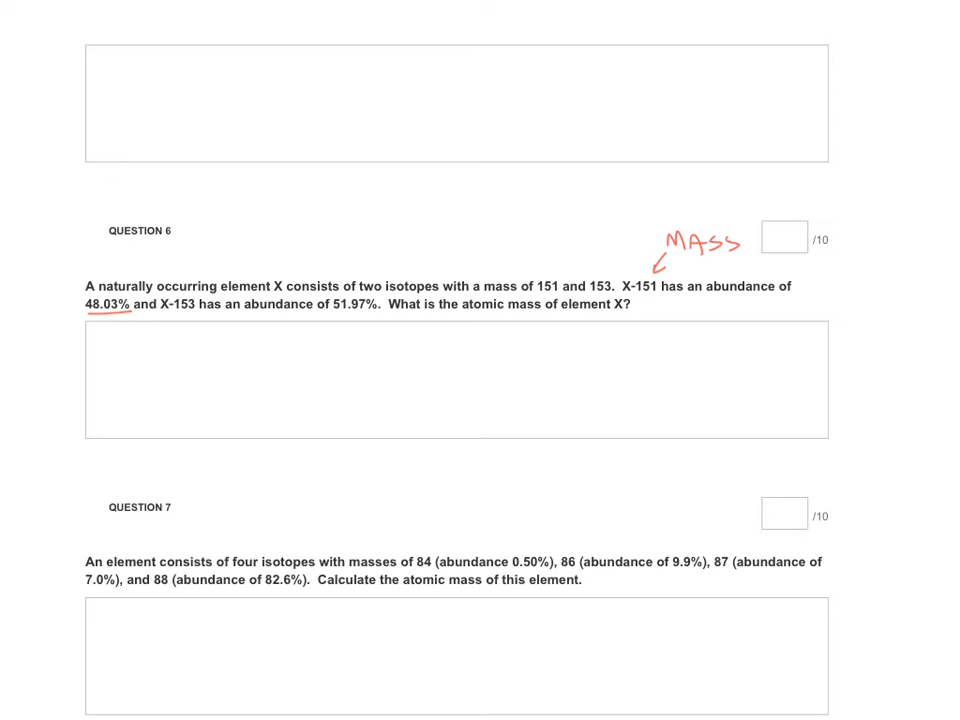 QUESTION 6
MASS
/10
A naturally occurring element X consists of two isotopes with a mass of 151 and 153. X-151 has an abundance of
48.03% and X-153 has an abundance of 51.97%. What is the atomic mass of element X?
QUESTION 7
/10
An element consists of four isotopes with masses of 84 (abundance 0.50%), 86 (abundance of 9.9%), 87 (abundance of
7.0%), and 88 (abundance of 82.6%). Calculate the atomic mass of this element.